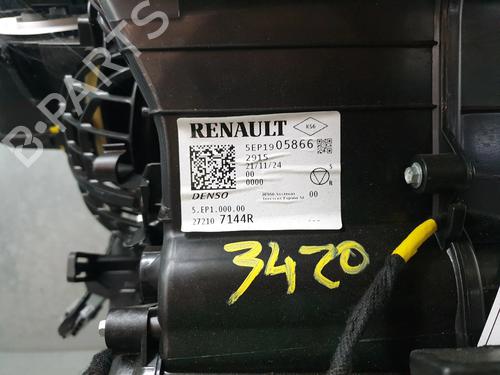 RENAULT
KS6
5EP19 05866
2915
21/11/24
S
00
0000
R
DENSO
00
5.EP1.000.00
27210 7144R
---
3420
B-PARTS